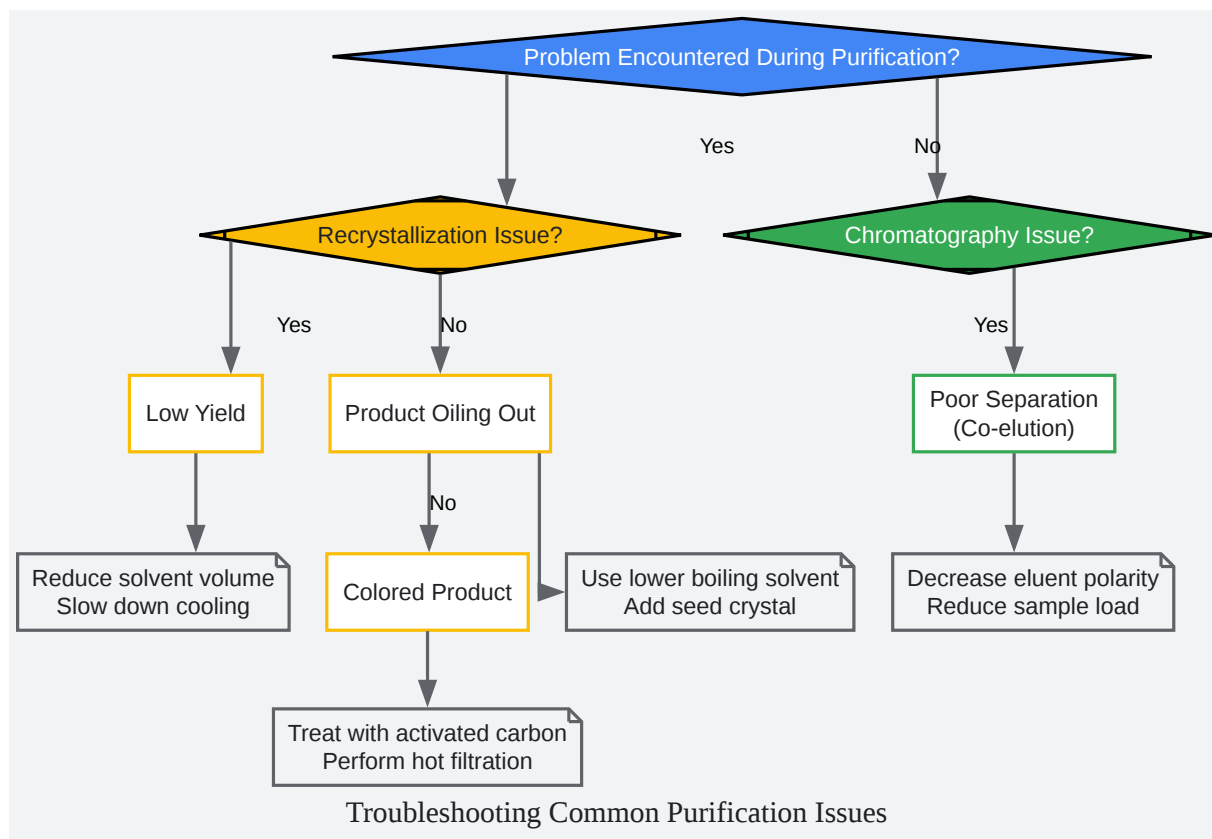 Problem Encountered During Purification?
Yes
No
Recrystallization Issue?
Chromatography Issue?
Yes
No
Yes
Low Yield
Product Oiling Out
Poor Separation
(Co-elution)
No
Reduce solvent volume
Slow down cooling
Colored Product
Use lower boiling solvent
Add seed crystal
Decrease eluent polarity
Reduce sample load
Treat with activated carbon
Perform hot filtration
Troubleshooting Common Purification Issues